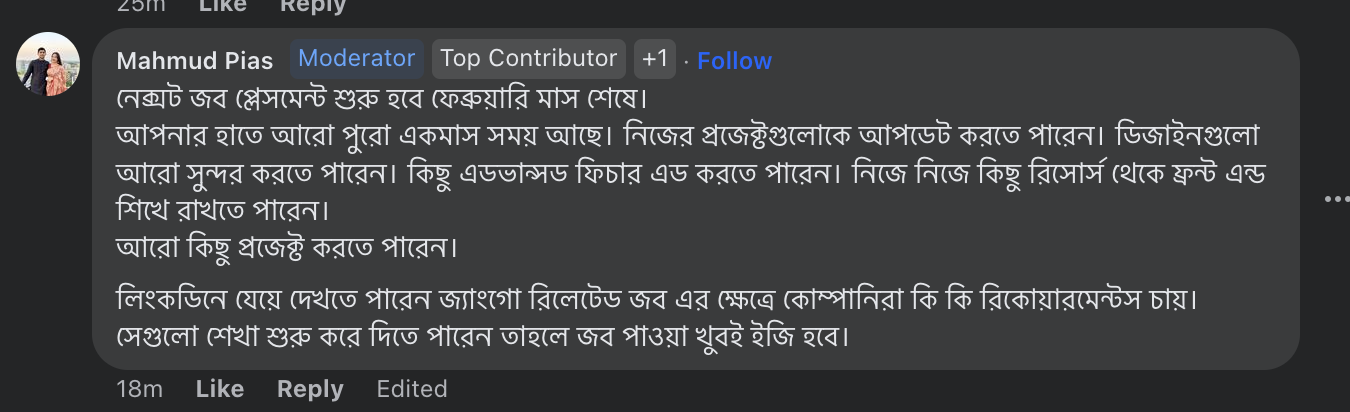 25m Like Reply
Mahmud Pias Moderator Top Contributor +1 · Follow
নেক্সট জব প্লেসমেন্ট শুরু হবে ফেব্রুয়ারি মাস শেষে।
আপনার হাতে আরো পুরো একমাস সময় আছে। নিজের প্রজেক্টগুলোকে আপডেট করতে পারেন। ডিজাইনগুলো
আরো সুন্দর করতে পারেন। কিছু এডভান্সড ফিচার এড করতে পারেন। নিজে নিজে কিছু রিসোর্স থেকে ফ্রন্ট এন্ড
শিখে রাখতে পারেন।
আরো কিছু প্রজেক্ট করতে পারেন।
লিংকডিনে যেয়ে দেখতে পারেন জ্যাংগো রিলেটেড জব এর ক্ষেত্রে কোম্পানিরা কি কি রিকোয়ারমেন্টস চায়।
সেগুলো শেখা শুরু করে দিতে পারেন তাহলে জব পাওয়া খুবই ইজি হবে।
18m Like Reply Edited